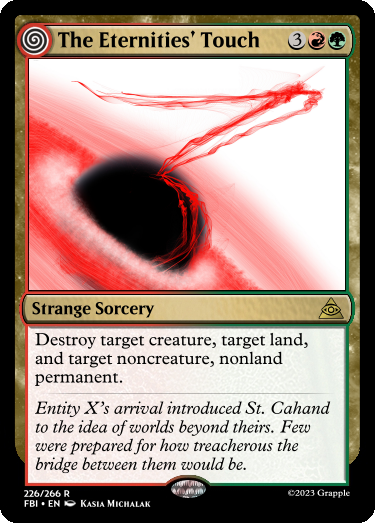 The Eternities' Touch 3
Strange Sorcery
Destroy target creature, target land,
and target noncreature, nonland
permanent.
Entity X's arrival introduced St. Cahand
to the idea of worlds beyond theirs. Few
were prepared for how treacherous the
bridge between them would be.
226/266 R
FBI • EN Kasia Michalak
©2023 Grapple